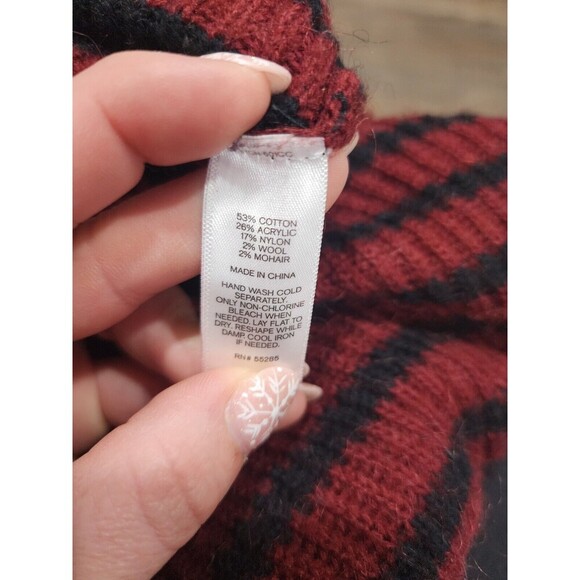 53% COTTON
26% ACRYLIC
17% NYLON
2% WOOL
2% MOHAIR
MADE IN CHINA
HAND WASH COLD
SEPARATELY.
ONLY NON-CHLORINE
BLEACH WHEN
NEEDED. LAY FLAT TO
DRY. RESHAPE WHILE
DAMP COOL IRON
IF NEEDED.
RN# 55285